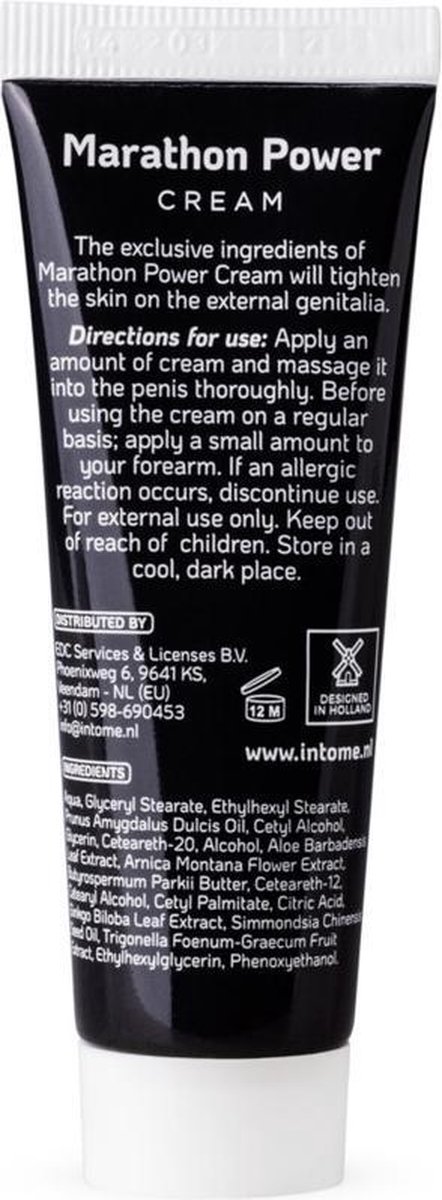 Marathon Power
CREAM
The exclusive ingredients of
Marathon Power Cream will tighten
the skin on the external genitalia.
Directions for use: Apply an
amount of cream and massage it
into the penis thoroughly. Before
using the cream on a regular
basis; apply a small amount to
your forearm. If an allergic
reaction occurs, discontinue use.
For external use only. Keep out
of reach of children. Store in a
cool, dark place.
DISTRIBUTED BY
EDC Services & Licenses B.V.
Phoenixweg 6, 9641 KS,
Veendam - NL (EU)
+31(0) 598-690453
info@intome.nl
12 M
DESIGNED
IN HOLLAND
www.intome.nl
INGREDIENTS
Aqua, Glyceryl Stearate, Ethylhexyl Stearate,
Prunus Amygdalus Dulcis Oil, Cetyl Alcohol,
Glycerin, Ceteareth-20, Alcohol, Aloe Barbadensis
Leaf Extract, Arnica Montana Flower Extract,
Butyrospermum Parkii Butter, Ceteareth-12,
Cetearyl Alcohol, Cetyl Palmitate, Citric Acid,
Ginkgo Biloba Leaf Extract, Simmondsia Chinensis
Seed Oil, Trigonella Foenum-Graecum Fruit
Extract, Ethylhexylglycerin, Phenoxyethanol.